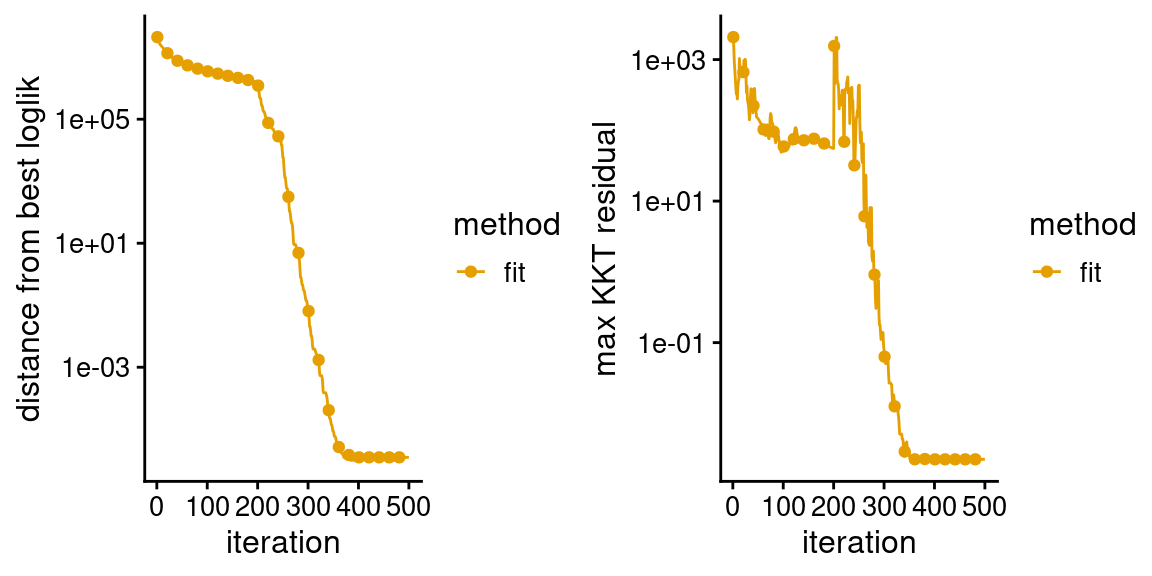 distance from best loglik
1e+05
1e+01
1e-03
0 100 200 300 400 500
iteration
method
fit
max KKT residual
1e+03
1e+01
1e-01
0 100 200 300 400 500
iteration
method
fit